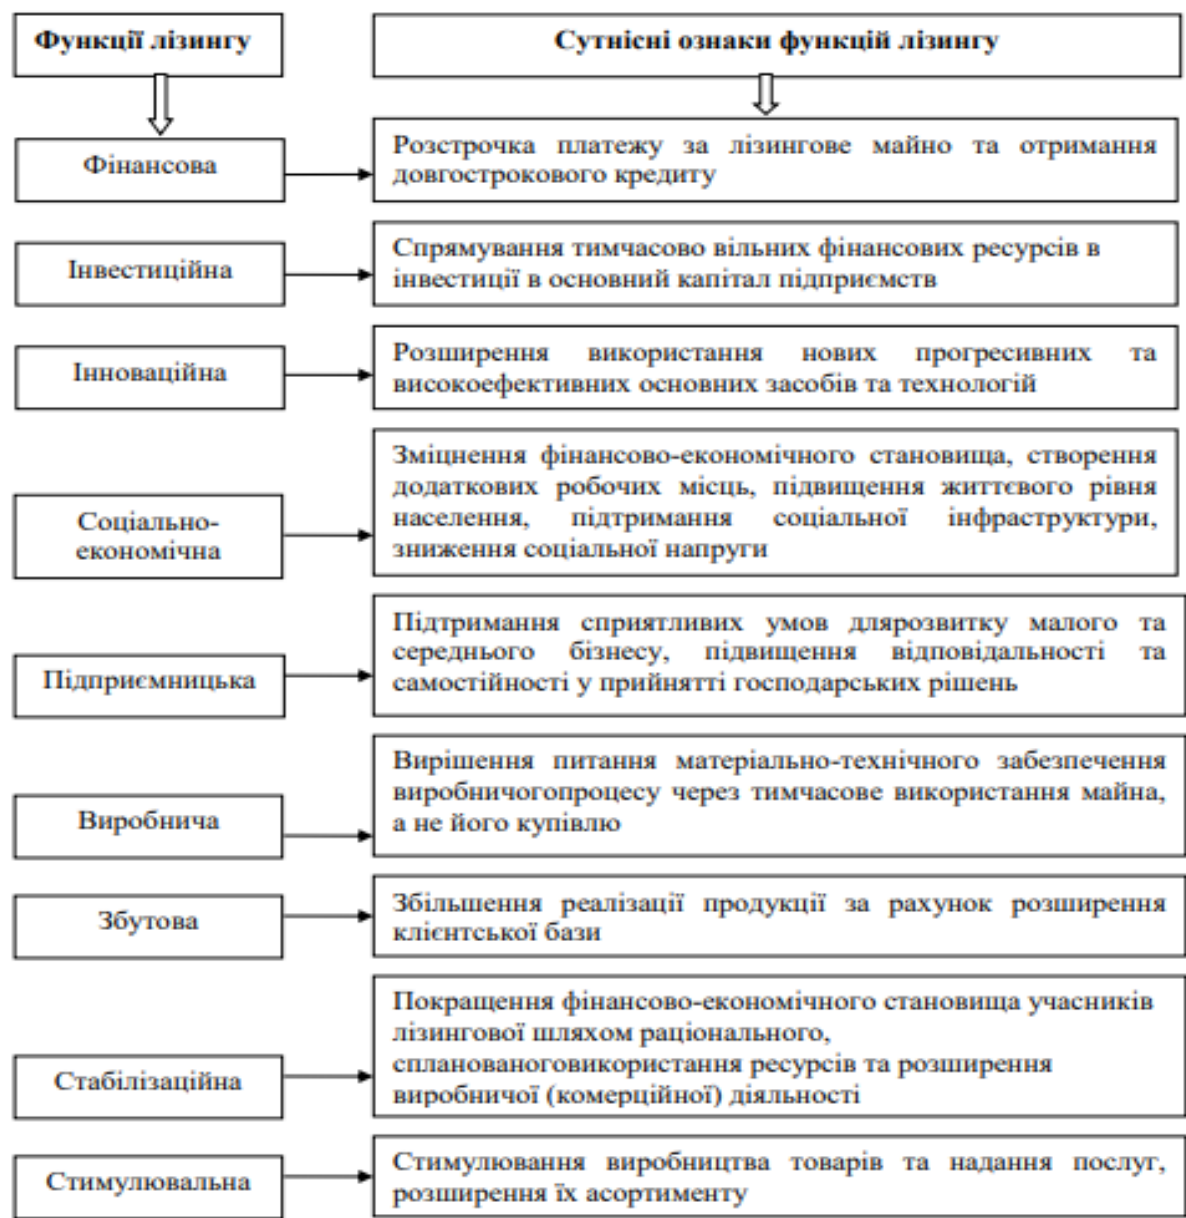 Функції лізингу
Сутнісні ознаки функцій лізингу
Фінансова
Розстрочка платежу за лізингове майно та отримання
довгострокового кредиту
Інвестиційна
Спрямування тимчасово вільних фінансових ресурсів в
інвестиції в основний капітал підприємств
Інноваційна
Розширення використання нових прогресивних та
високоефективних основних засобів та технологій
Соціально-
економічна
Зміцнення фінансово-економічного становища, створення
додаткових робочих місць, підвищення життєвого рівня
населення, підтримання соціальної інфраструктури,
зниження соціальної напруги
Підприємницька
Підтримання сприятливих умов длярозвитку малого та
середнього бізнесу, підвищення відповідальності та
самостійності у прийнятті господарських рішень
Виробнича
Вирішення питання матеріально-технічного забезпечення
виробничогопроцесу через тимчасове використання майна,
а не його купівлю
Збутова
Збільшення реалізації продукції за рахунок розширення
клієнтської бази
Стабілізаційна
Покращення фінансово-економічного становища учасників
лізингової шляхом раціонального,
спланованоговикористання ресурсів та розширення
виробничої (комерційної) діяльності
Стимулювальна
Стимулювання виробництва товарів та надання послуг,
розширення їх асортименту